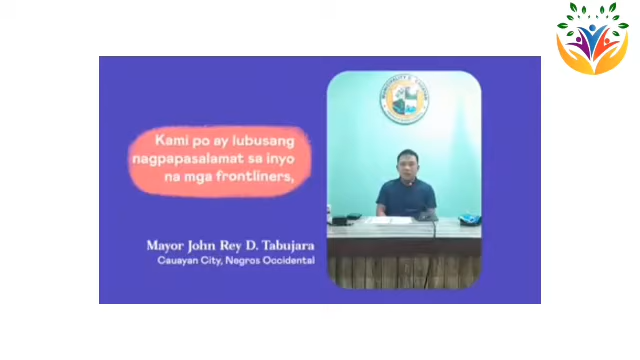 Kami po ay lubusang
nagpapasalamat sa inyo
na mga frontliners,
Mayor John Rey D. Tabujara
Cauayan City, Negros Occidental